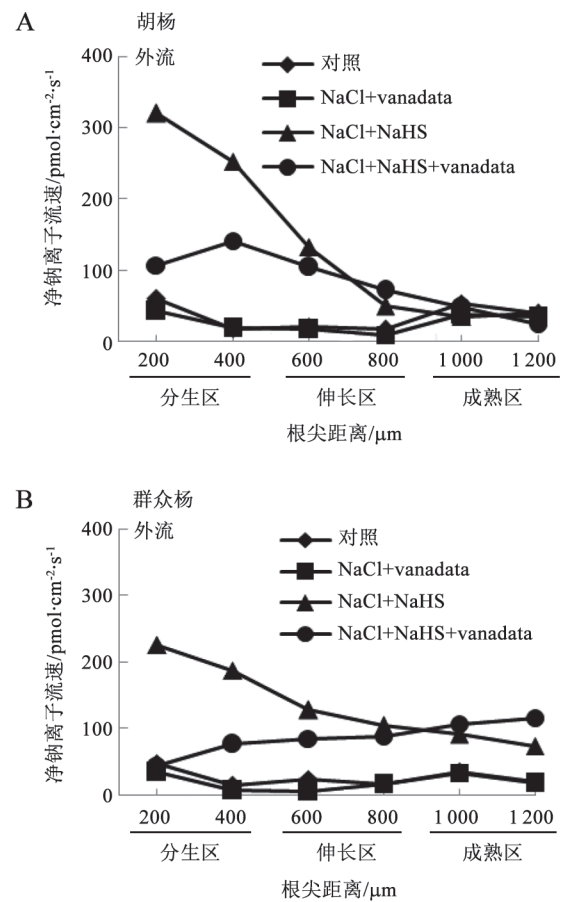 A
胡杨
外流
对照
NaCl+vanadata
NaCl+NaHS
NaCl+NaHS+vanadata
净钠离子流速/pmol·cm⁻²·s⁻¹
400
300
200
100
0
200 400 600 800 1 000 1 200
分生区 伸长区 成熟区
根尖距离/μm
B
群众杨
外流
对照
NaCl+vanadata
NaCl+NaHS
NaCl+NaHS+vanadata
净钠离子流速/pmol·cm⁻²·s⁻¹
400
300
200
100
0
200 400 600 800 1 000 1 200
分生区 伸长区 成熟区
根尖距离/μm